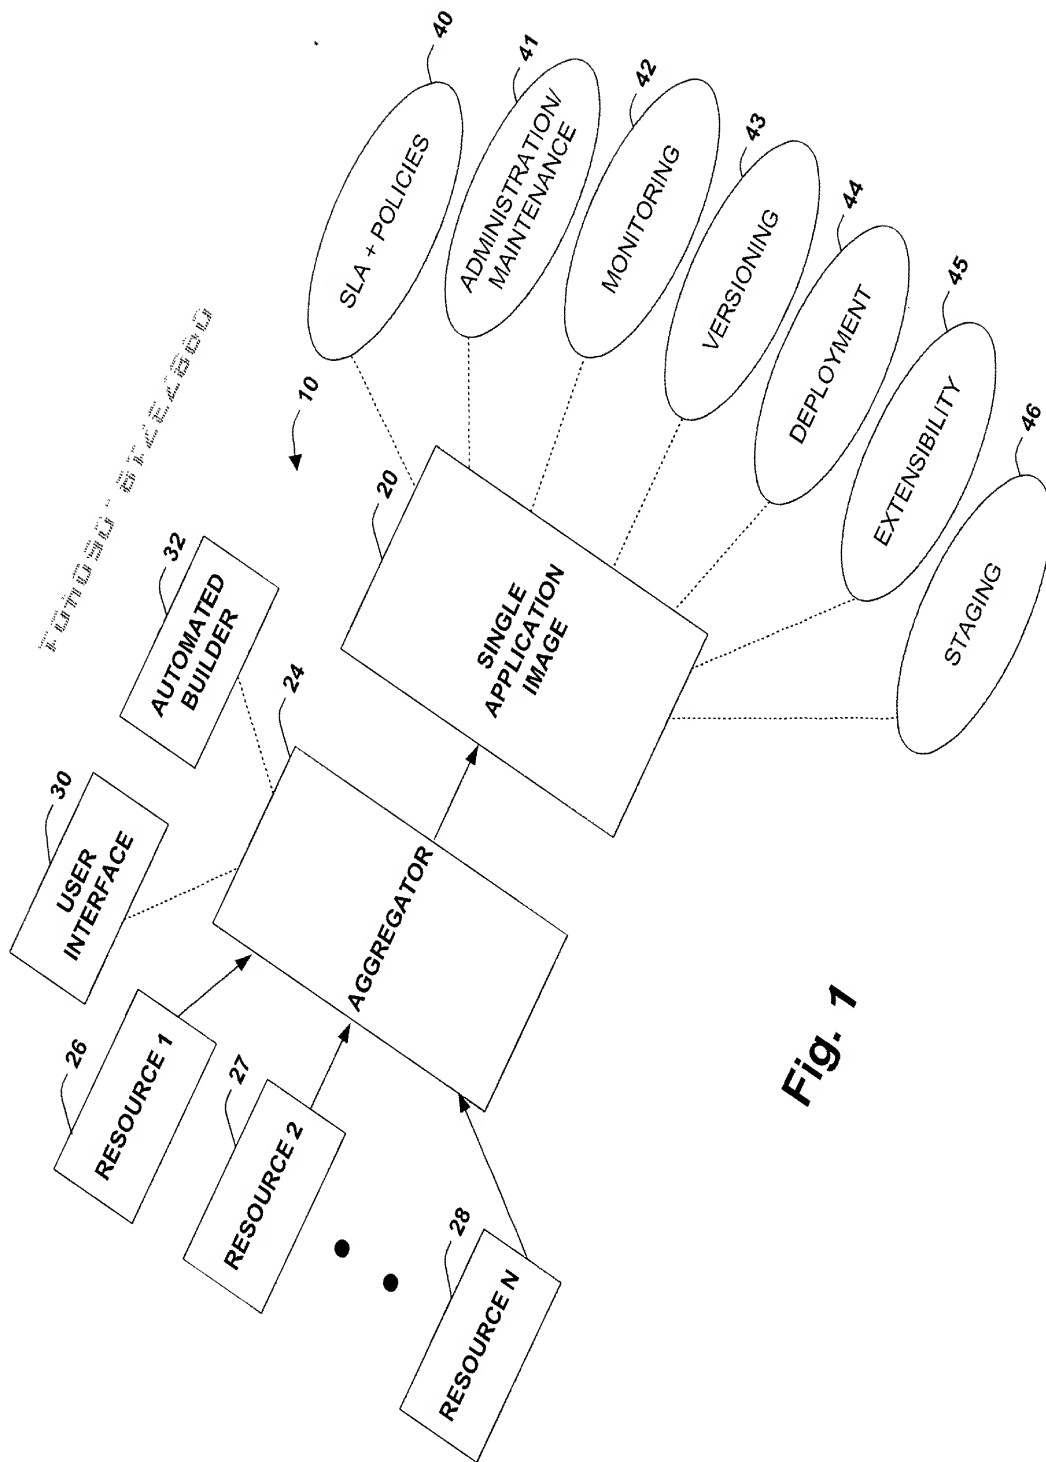 26
RESOURCE 1
27
RESOURCE 2
28
RESOURCE N
30
USER
INTERFACE
32
AUTOMATED
BUILDER
24
AGGREGATOR
10
20
SINGLE
APPLICATION
IMAGE
40
SLA + POLICIES
41
ADMINISTRATION/
MAINTENANCE
42
MONITORING
43
VERSIONING
44
DEPLOYMENT
45
EXTENSIBILITY
46
STAGING
Fig. 1